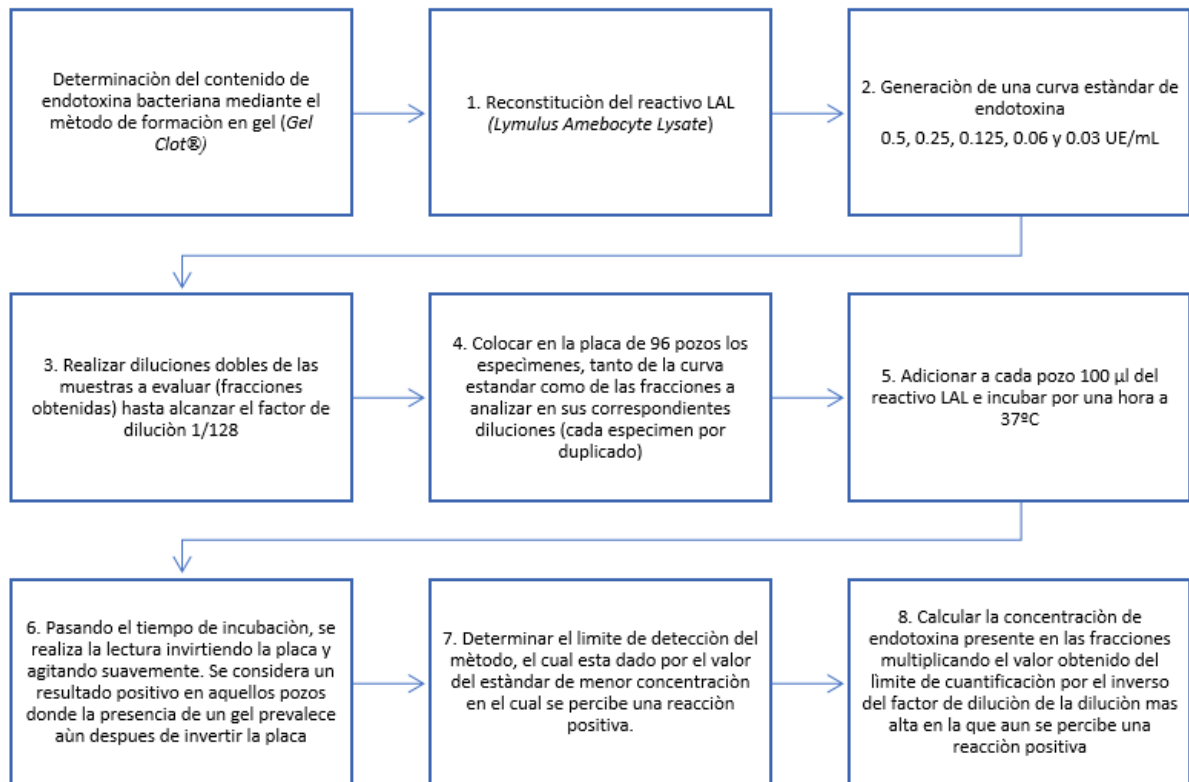 Determinaciòn del contenido de
endotoxina bacteriana mediante el
mètodo de formaciòn en gel (Gel
Clot®)
1. Reconstituciòn del reactivo LAL
(Lymulus Amebocyte Lysate)
2. Generaciòn de una curva estàndar de
endotoxina
0.5, 0.25, 0.125, 0.06 y 0.03 UE/mL
3. Realizar diluciones dobles de las
muestras a evaluar (fracciones
obtenidas) hasta alcanzar el factor de
diluciòn 1/128
4. Colocar en la placa de 96 pozos los
especìmenes, tanto de la curva
estandar como de las fracciones a
analizar en sus correspondientes
diluciones (cada especimen por
duplicado)
5. Adicionar a cada pozo 100 µl del
reactivo LAL e incubar por una hora a
37ºC
6. Pasando el tiempo de incubaciòn, se
realiza la lectura invirtiendo la placa y
agitando suavemente. Se considera un
resultado positivo en aquellos pozos
donde la presencia de un gel prevalece
aùn despues de invertir la placa
7. Determinar el limite de detecciòn del
mètodo, el cual esta dado por el valor
del estàndar de menor concentraciòn
en el cual se percibe una reacciòn
positiva.
8. Calcular la concentraciòn de
endotoxina presente en las fracciones
multiplicando el valor obtenido del
lìmite de cuantificaciòn por el inverso
del factor de diluciòn de la diluciòn mas
alta en la que aun se percibe una
reacciòn positiva